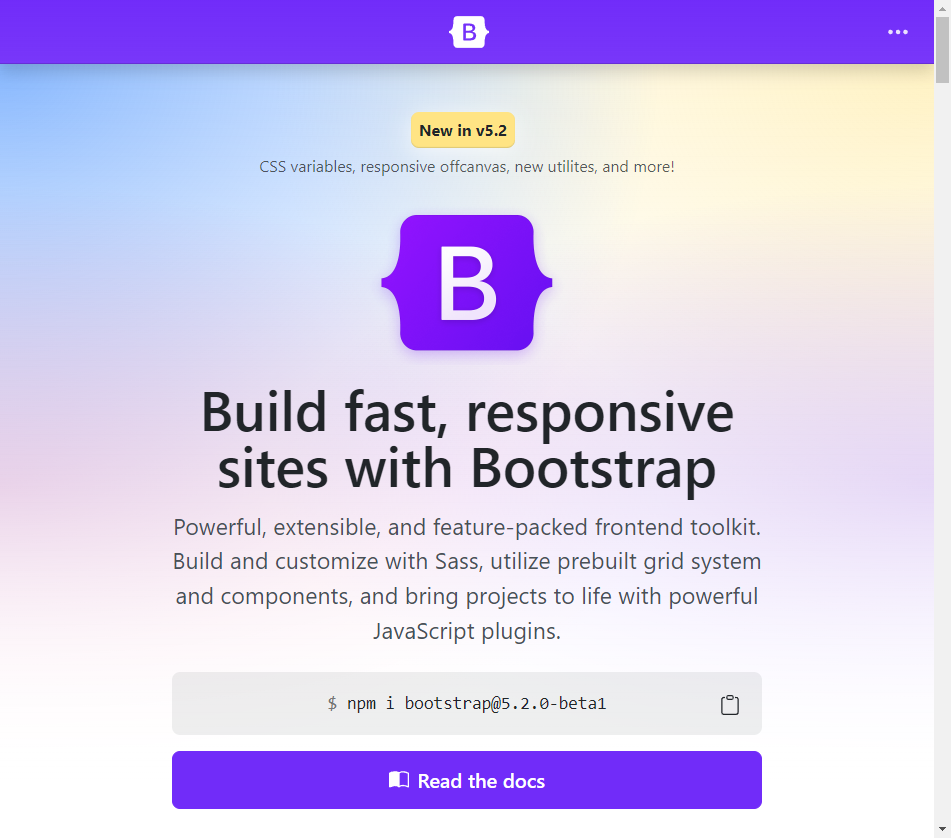 B
New in v5.2
CSS variables, responsive offcanvas, new utilites, and more!
B
Build fast, responsive
sites with Bootstrap
Powerful, extensible, and feature-packed frontend toolkit.
Build and customize with Sass, utilize prebuilt grid system
and components, and bring projects to life with powerful
JavaScript plugins.
$ npm i bootstrap@5.2.0-beta1
Read the docs